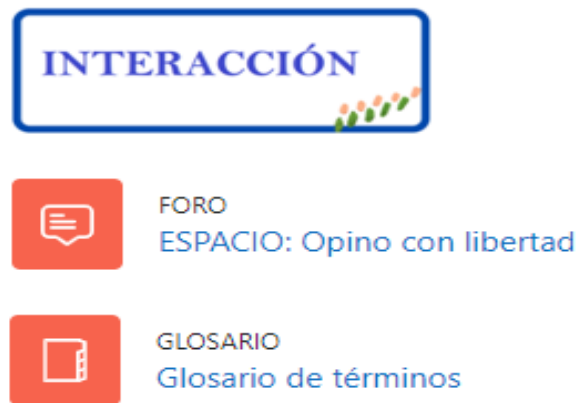 INTERACCIÓN
FORO
ESPACIO: Opino con libertad
GLOSARIO
Glosario de términos